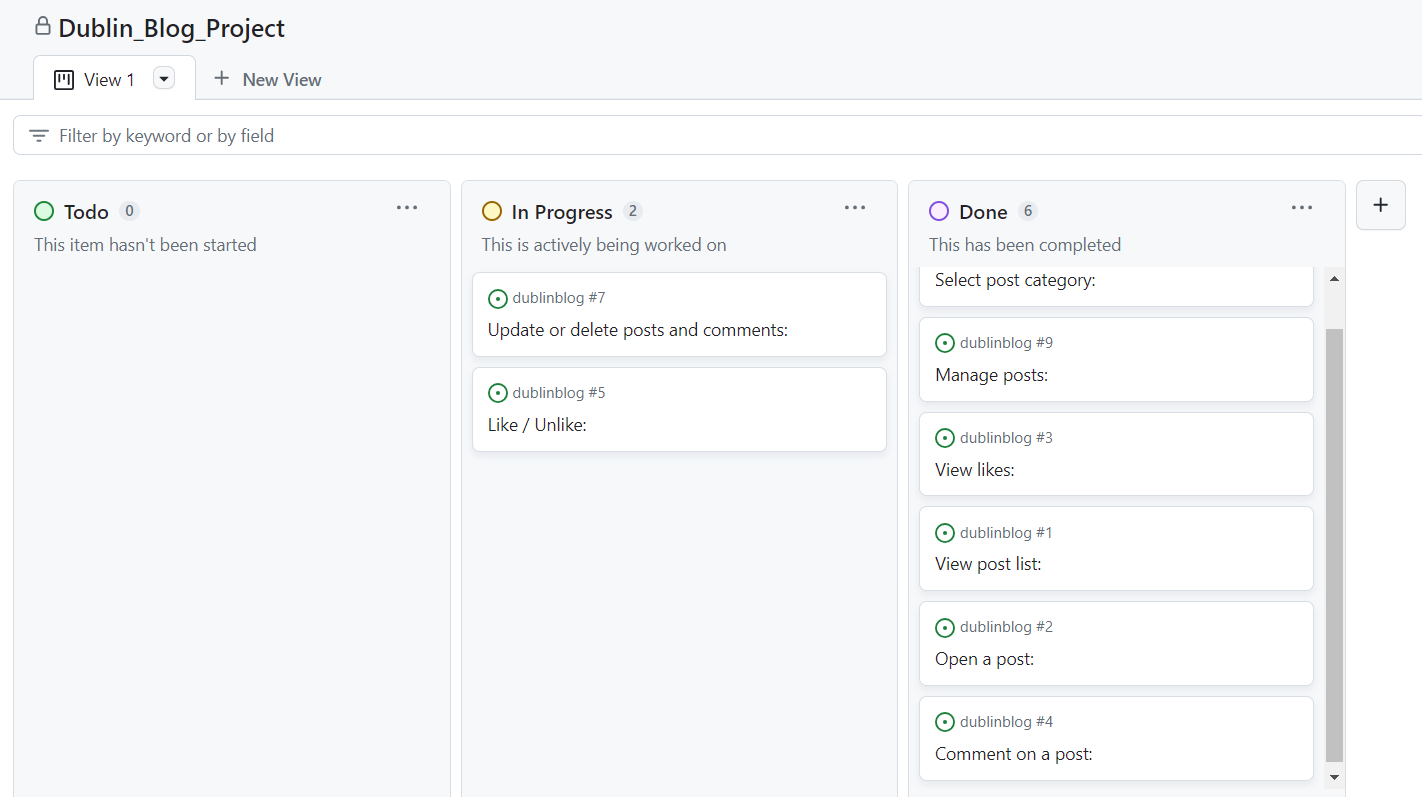 Dublin_Blog_Project
View 1
New View
Filter by keyword or by field
Todo 0
This item hasn't been started
In Progress 2
This is actively being worked on
dublinblog #7
Update or delete posts and comments:
dublinblog #5
Like / Unlike:
Done 6
This has been completed
Select post category:
dublinblog #9
Manage posts:
dublinblog #3
View likes:
dublinblog #1
View post list:
dublinblog #2
Open a post:
dublinblog #4
Comment on a post: